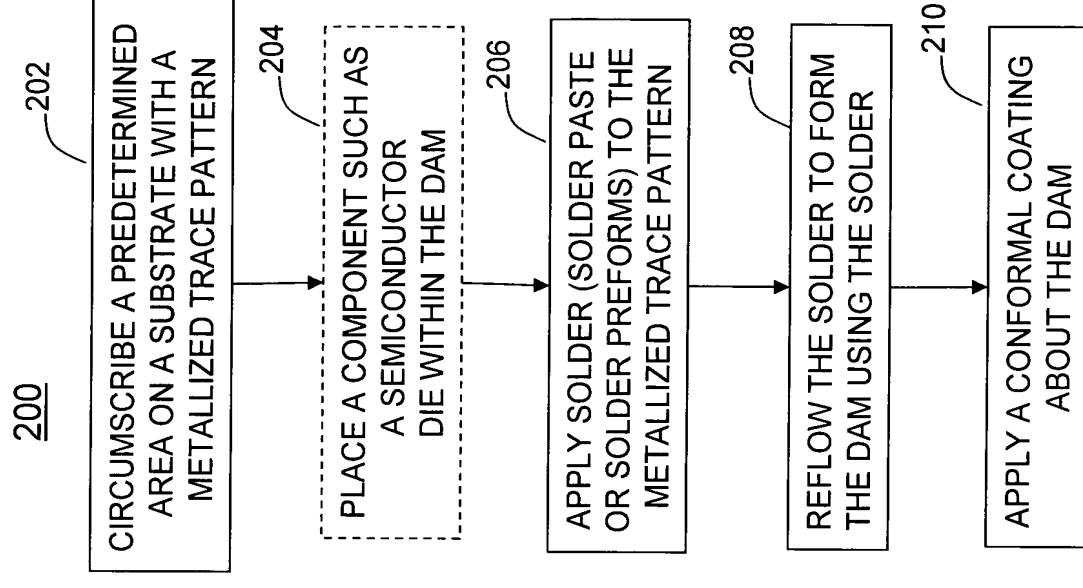 200
202
CIRCUMSCRIBE A PREDETERMINED
AREA ON A SUBSTRATE WITH A
METALLIZED TRACE PATTERN
204
PLACE A COMPONENT SUCH AS
A SEMICONDUCTOR
DIE WITHIN THE DAM
206
APPLY SOLDER (SOLDER PASTE
OR SOLDER PREFORMS) TO THE
METALLIZED TRACE PATTERN
208
REFLOW THE SOLDER TO FORM
THE DAM USING THE SOLDER
210
APPLY A CONFORMAL COATING
ABOUT THE DAM